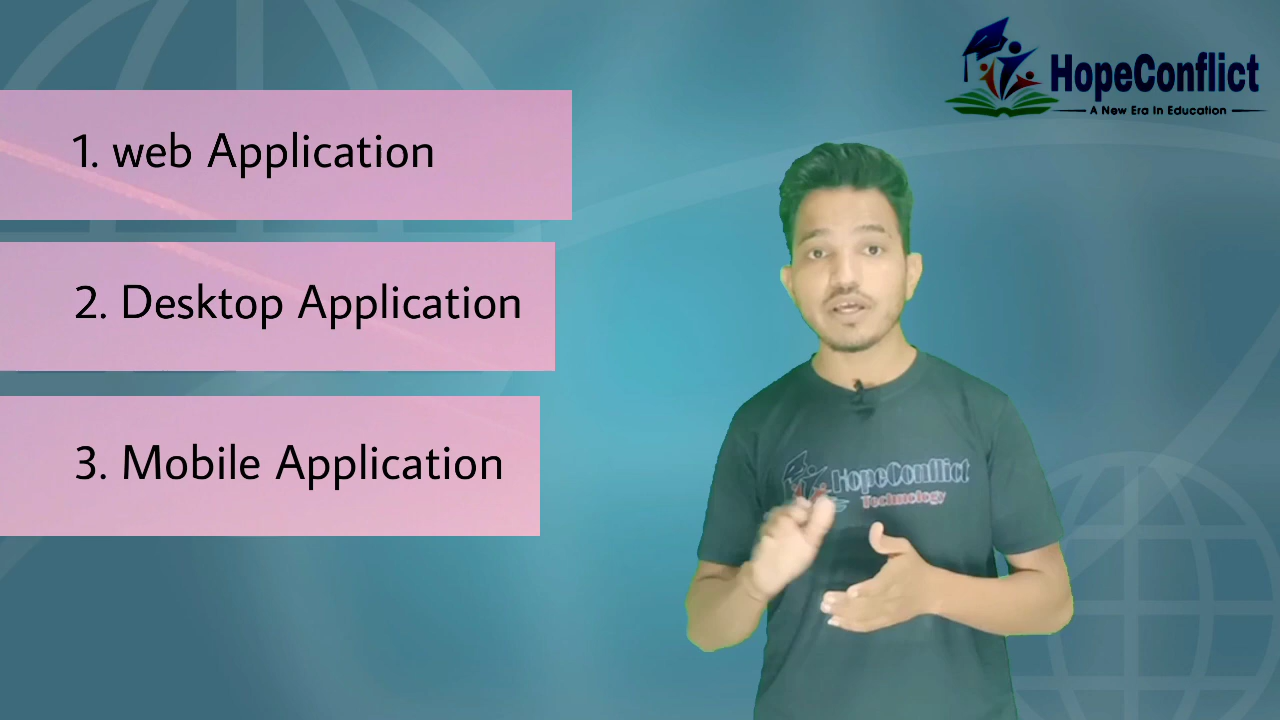 HopeConflict
A New Era In Education
1. web Application
2. Desktop Application
3. Mobile Application
HopeConflict
Technology